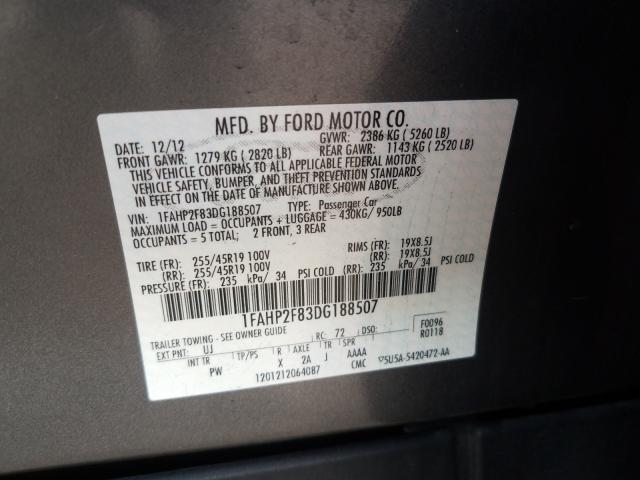 MFD. BY FORD MOTOR CO.
DATE: 12/12 GVWR: 2386 KG ( 5260 LB)
FRONT GAWR: 1279 KG ( 2820 LB) REAR GAWR: 1143 KG ( 2520 LB)
THIS VEHICLE CONFORMS TO ALL APPLICABLE FEDERAL MOTOR
VEHICLE SAFETY, BUMPER, AND THEFT PREVENTION STANDARDS
IN EFFECT ON THE DATE OF MANUFACTURE SHOWN ABOVE.
VIN: 1FAHP2F83DG188507 TYPE: Passenger Car
MAXIMUM LOAD = OCCUPANTS + LUGGAGE = 430KG/ 950LB
OCCUPANTS = 5 TOTAL; 2 FRONT, 3 REAR
TIRE (FR): 255/45R19 100V RIMS (FR): 19X8.5J
(RR): 255/45R19 100V (RR): 19X8.5J
PRESSURE (FR): 235 kPa/ 34 PSI COLD (RR): 235 kPa/ 34 PSI COLD
1FAHP2F83DG188507
TRAILER TOWING - SEE OWNER GUIDE
EXT PNT: UJ RC: 72 DSO: F0096
R0118
INT TR TP/PS R AXLE TR SPR
PW X 2A J AAAA
1201212064087 CMC 5U5A-5420472-AA